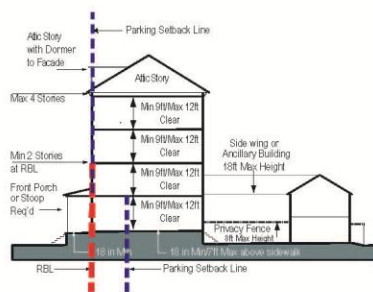 Parking Setback Line
Attic Story
with Dormer
to Facade
Attic Story
Max 4 Stories
Min 9ft/Max 12ft
Clear
Min 9ft/Max 12ft
Clear
Min 2 Stories
at RBL
Min 9ft/Max 12ft
Clear
Side wing or
Ancillary Building
18ft Max Height
Front Porch
or Stoop
Req'd
Min 9ft/Max 12ft
Clear
Privacy Fence
8ft Max Height
18 in Min
18 in Min/7ft Max above sidewalk
RBL
Parking Setback Line